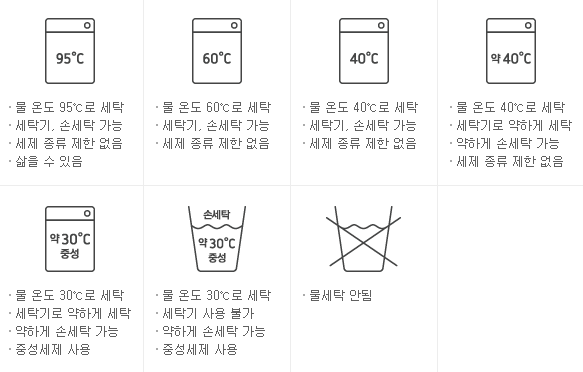 95℃
60℃
40℃
약 40℃
· 물 온도 95℃로 세탁
· 세탁기, 손세탁 가능
· 세제 종류 제한 없음
· 삶을 수 있음
· 물 온도 60℃로 세탁
· 세탁기, 손세탁 가능
· 세제 종류 제한 없음
· 물 온도 40℃로 세탁
· 세탁기, 손세탁 가능
· 세제 종류 제한 없음
· 물 온도 40℃로 세탁
· 세탁기로 약하게 세탁
· 약하게 손세탁 가능
· 세제 종류 제한 없음
약 30℃
중성
손세탁
약 30℃
중성
· 물 온도 30℃로 세탁
· 세탁기로 약하게 세탁
· 약하게 손세탁 가능
· 중성세제 사용
· 물 온도 30℃로 세탁
· 세탁기 사용 불가
· 약하게 손세탁 가능
· 중성세제 사용
· 물세탁 안됨